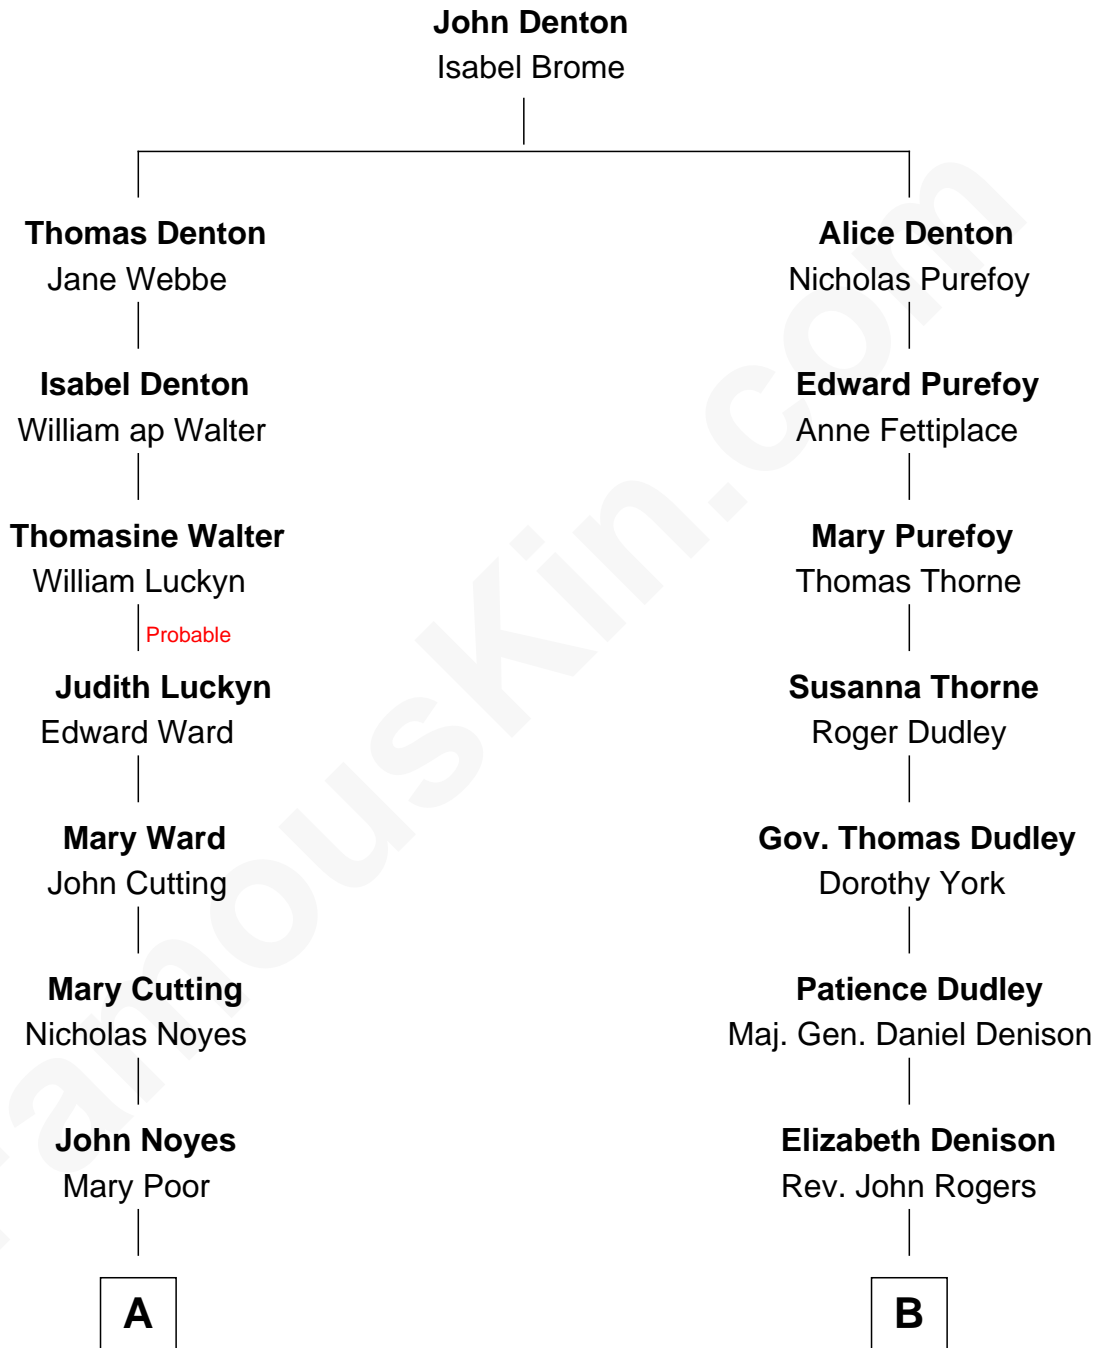 John Denton
Isabel Brome
Thomas Denton
Jane Webbe
Isabel Denton
William ap Walter
Thomasine Walter
William Luckyn
Probable
Judith Luckyn
Edward Ward
Mary Ward
John Cutting
Mary Cutting
Nicholas Noyes
John Noyes
Mary Poor
A
Alice Denton
Nicholas Purefoy
Edward Purefoy
Anne Fettiplace
Mary Purefoy
Thomas Thorne
Susanna Thorne
Roger Dudley
Gov. Thomas Dudley
Dorothy York
Patience Dudley
Maj. Gen. Daniel Denison
Elizabeth Denison
Rev. John Rogers
B
FamousKin.com